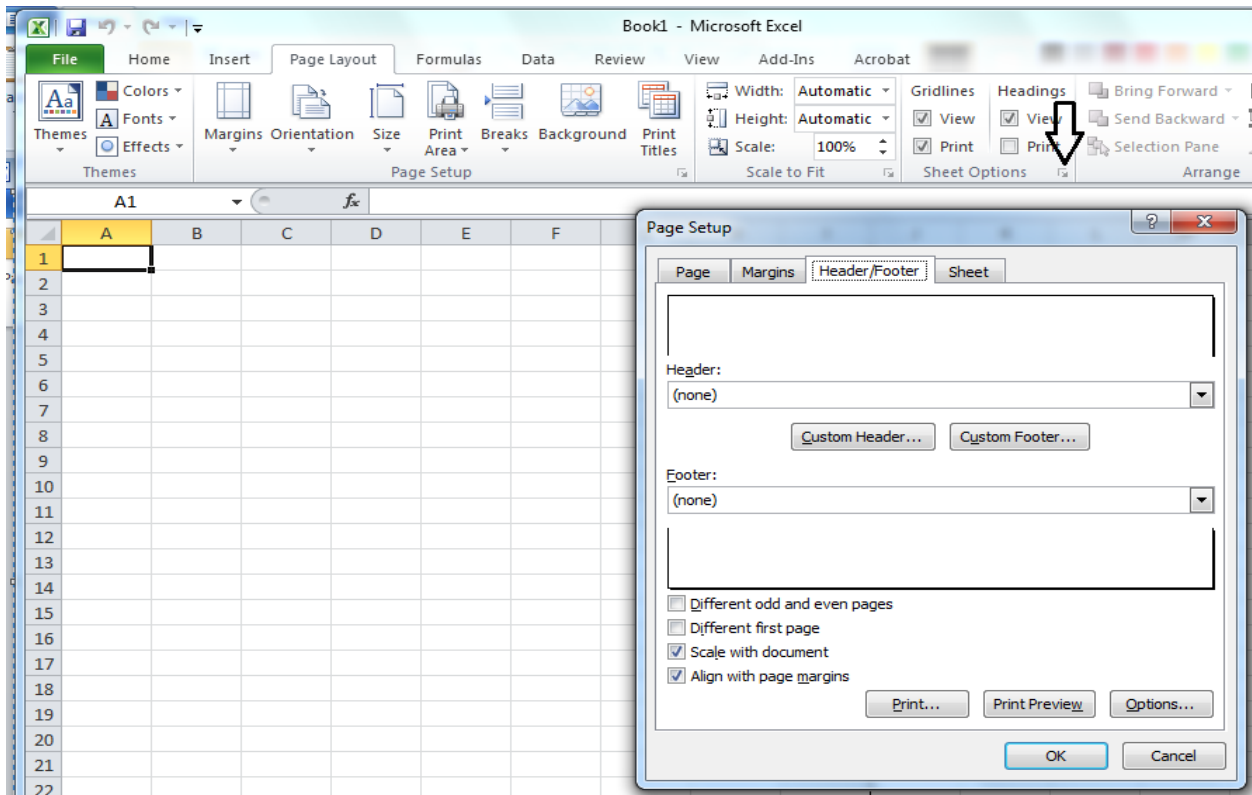 Book1 - Microsoft Excel
File Home Insert Page Layout Formulas Data Review View Add-Ins Acrobat
Colors Width: Automatic Gridlines Headings Bring Forward
Aa A Fonts Height: Automatic View View Send Backward
Themes Effects Margins Orientation Size Print Area Breaks Background Print Titles Scale: 100% Print Print Selection Pane
Themes Page Setup Scale to Fit Sheet Options Arrange
A1 fx
A B C D E F
1
2
3
4
5
6
7
8
9
10
11
12
13
14
15
16
17
18
19
20
21
22
Page Setup ? X
Page Margins Header/Footer Sheet
Header:
(none)
Custom Header... Custom Footer...
Footer:
(none)
Different odd and even pages
Different first page
Scale with document
Align with page margins
Print... Print Preview Options...
OK Cancel